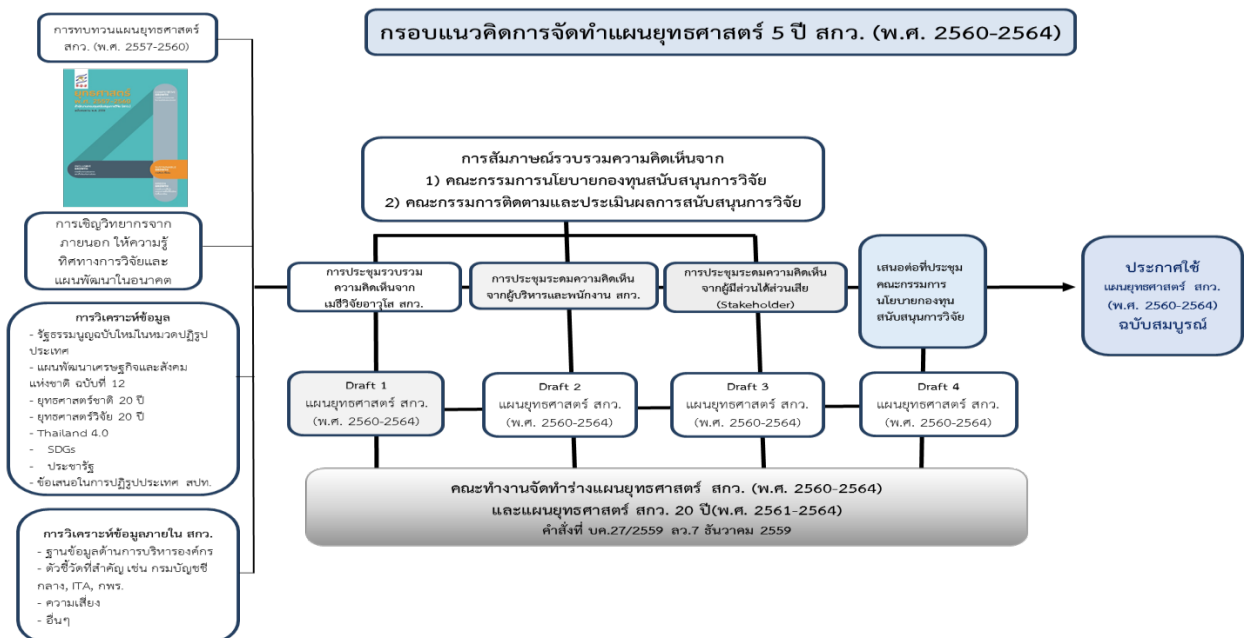 กรอบแนวคิดการจัดทำแผนยุทธศาสตร์ 5 ปี สกว. (พ.ศ. 2560-2564)
การทบทวนแผนยุทธศาสตร์
สกว. (พ.ศ. 2557-2560)
ยุทธศาสตร์
การเชิญวิทยากรจาก
ภายนอก ให้ความรู้
ทิศทางการวิจัยและ
แผนพัฒนาในอนาคต
การวิเคราะห์ข้อมูล
- รัฐธรรมนูญฉบับใหม่ในหมวดปฏิรูป
ประเทศ
- แผนพัฒนาเศรษฐกิจและสังคม
แห่งชาติ ฉบับที่ 12
- ยุทธศาสตร์ชาติ 20 ปี
- ยุทธศาสตร์วิจัย 20 ปี
- Thailand 4.0
- SDGs
- ประชารัฐ
- ข้อเสนอในการปฏิรูปประเทศ สปท.
การวิเคราะห์ข้อมูลภายใน สกว.
- ฐานข้อมูลด้านการบริหารองค์กร
- ตัวชี้วัดที่สำคัญ เช่น กรมบัญชี
กลาง, ITA, กพร.
- ความเสี่ยง
- อื่นๆ
การสัมภาษณ์รวบรวมความคิดเห็นจาก
1) คณะกรรมการนโยบายกองทุนสนับสนุนการวิจัย
2) คณะกรรมการติดตามและประเมินผลการสนับสนุนการวิจัย
การประชุมรวบรวม
ความคิดเห็นจาก
เมธีวิจัยอาวุโส สกว.
การประชุมระดมความคิดเห็น
จากผู้บริหารและพนักงาน สกว.
การประชุมระดมความคิดเห็น
จากผู้มีส่วนได้ส่วนเสีย
(Stakeholder)
เสนอต่อที่ประชุม
คณะกรรมการ
นโยบายกองทุน
สนับสนุนการวิจัย
ประกาศใช้
แผนยุทธศาสตร์ สกว.
(พ.ศ. 2560-2564)
ฉบับสมบูรณ์
Draft 1
แผนยุทธศาสตร์ สกว.
(พ.ศ. 2560-2564)
Draft 2
แผนยุทธศาสตร์ สกว.
(พ.ศ. 2560-2564)
Draft 3
แผนยุทธศาสตร์ สกว.
(พ.ศ. 2560-2564)
Draft 4
แผนยุทธศาสตร์ สกว.
(พ.ศ. 2560-2564)
คณะทำงานจัดทำร่างแผนยุทธศาสตร์ สกว. (พ.ศ. 2560-2564)
และแผนยุทธศาสตร์ สกว. 20 ปี(พ.ศ. 2561-2564)
คำสั่งที่ บค.27/2559 ลว.7 ธันวาคม 2559